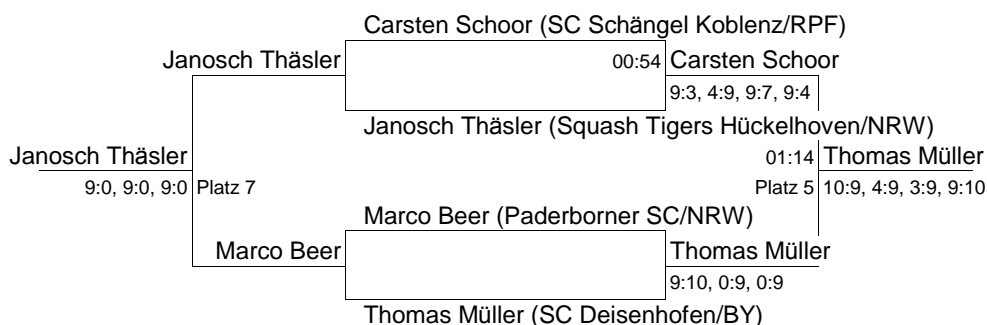 Carsten Schoor (SC Schängel Koblenz/RPF)
Janosch Thäsler 00:54 Carsten Schoor
9:3, 4:9, 9:7, 9:4
Janosch Thäsler (Squash Tigers Hückelhoven/NRW)
Janosch Thäsler 01:14 Thomas Müller
9:0, 9:0, 9:0 Platz 7 Platz 5 10:9, 4:9, 3:9, 9:10
Marco Beer (Paderborner SC/NRW)
Marco Beer Thomas Müller
9:10, 0:9, 0:9
Thomas Müller (SC Deisenhofen/BY)